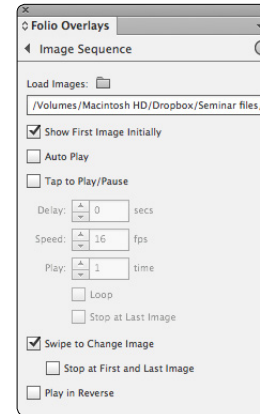 Folio Overlays
Image Sequence
Load Images:
/Volumes/Macintosh HD/Dropbox/Seminar files,
Show First Image Initially
Auto Play
Tap to Play/Pause
Delay: 0 secs
Speed: 16 fps
Play: 1 time
Loop
Stop at Last Image
Swipe to Change Image
Stop at First and Last Image
Play in Reverse